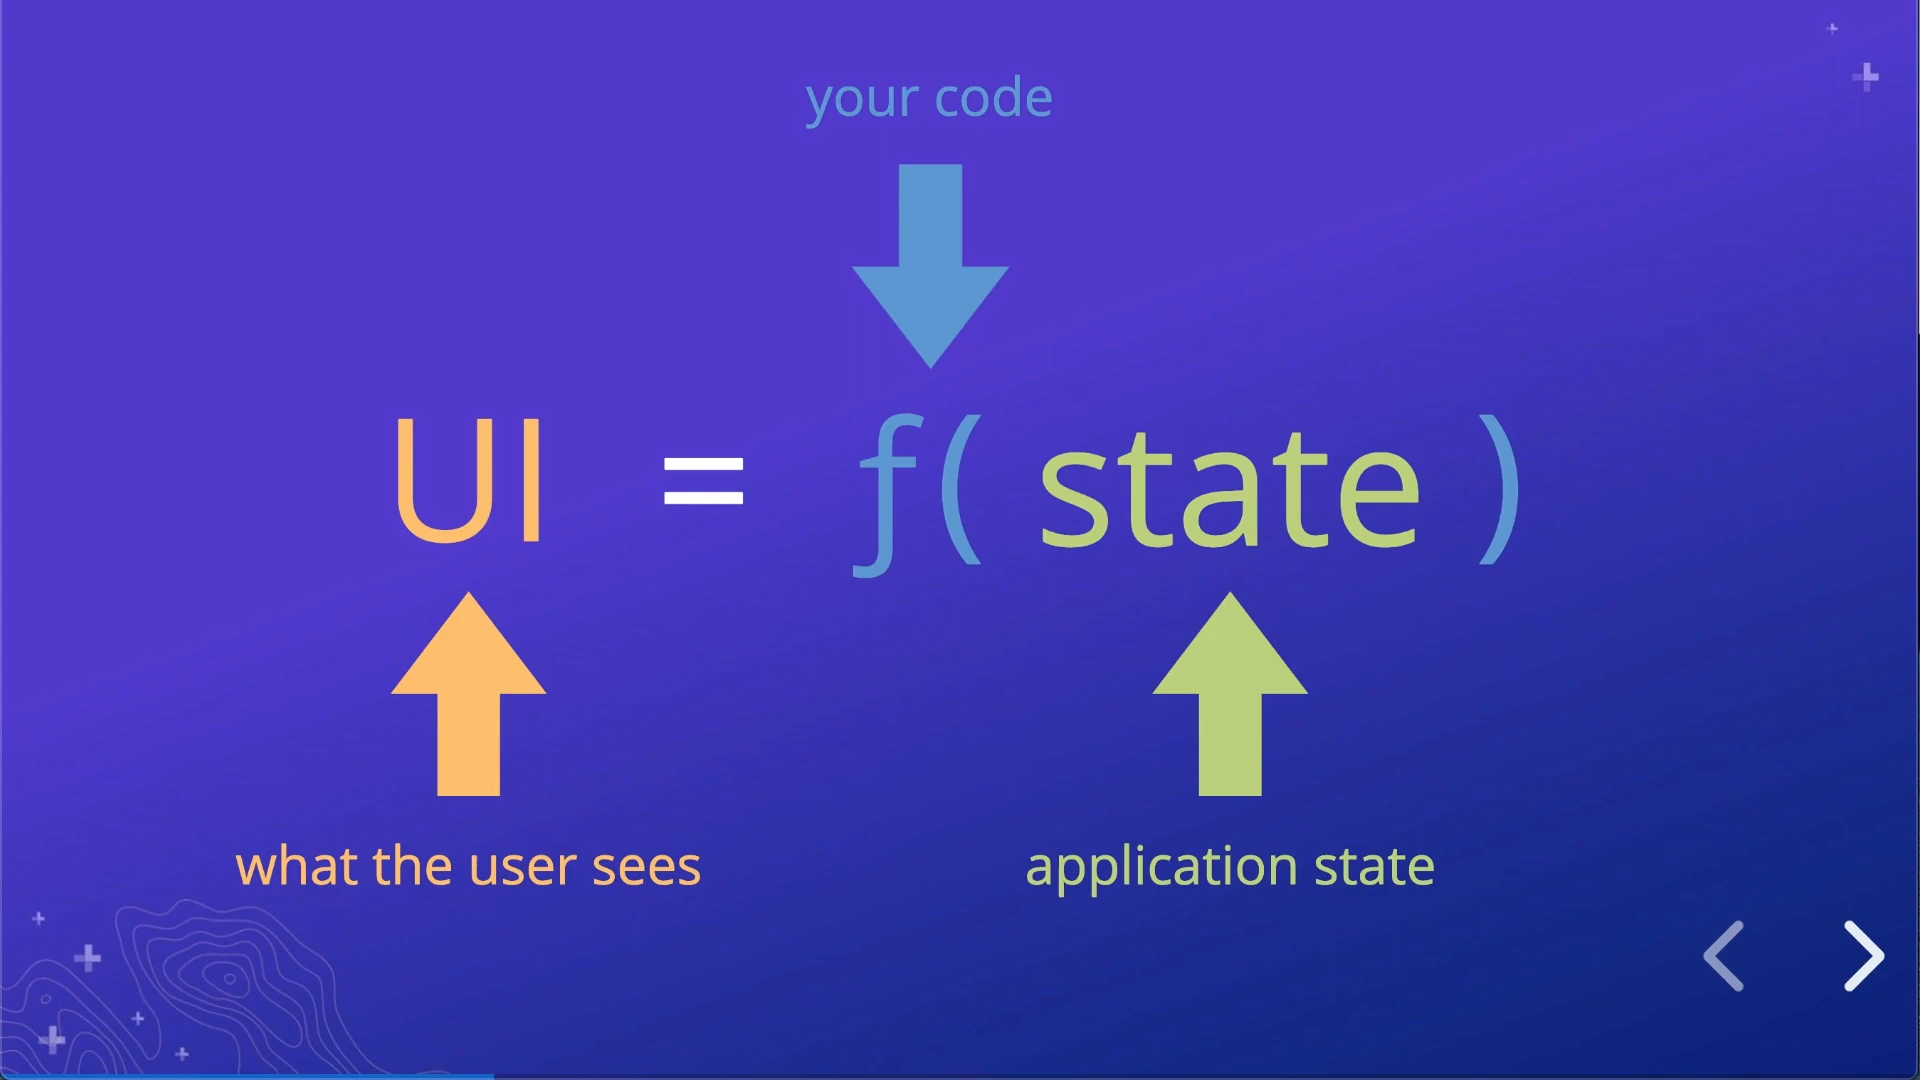 your code
UI = ƒ( state )
what the user sees
application state